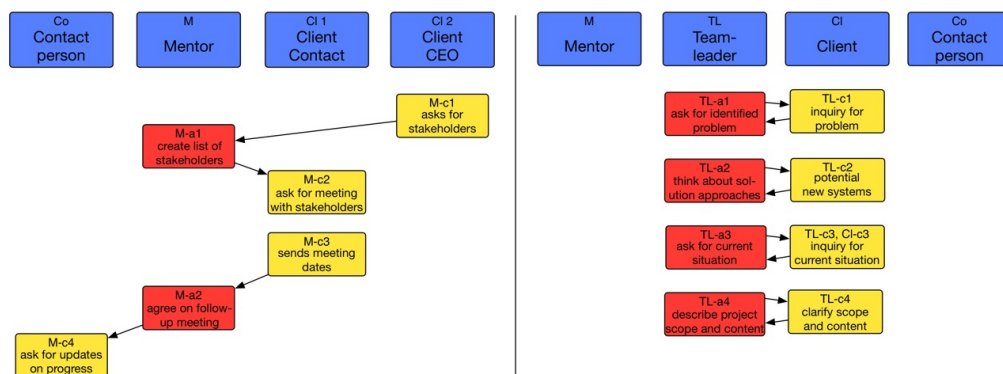 Co
Contact
person
M
Mentor
Cl 1
Client
Contact
Cl 2
Client
CEO
M-c1
asks for
stakeholders
M-a1
create list of
stakeholders
M-c2
ask for meeting
with stakeholders
M-c3
sends meeting
dates
M-a2
agree on follow-
up meeting
M-c4
ask for updates
on progress
M
Mentor
TL
Team-
leader
Cl
Client
Co
Contact
person
TL-a1
ask for identified
problem
TL-c1
inquiry for
problem
TL-a2
think about sol-
ution approaches
TL-c2
potential
new systems
TL-a3
ask for current
situation
TL-c3, Cl-c3
inquiry for
current situation
TL-a4
describe project
scope and content
TL-c4
clarify scope
and content